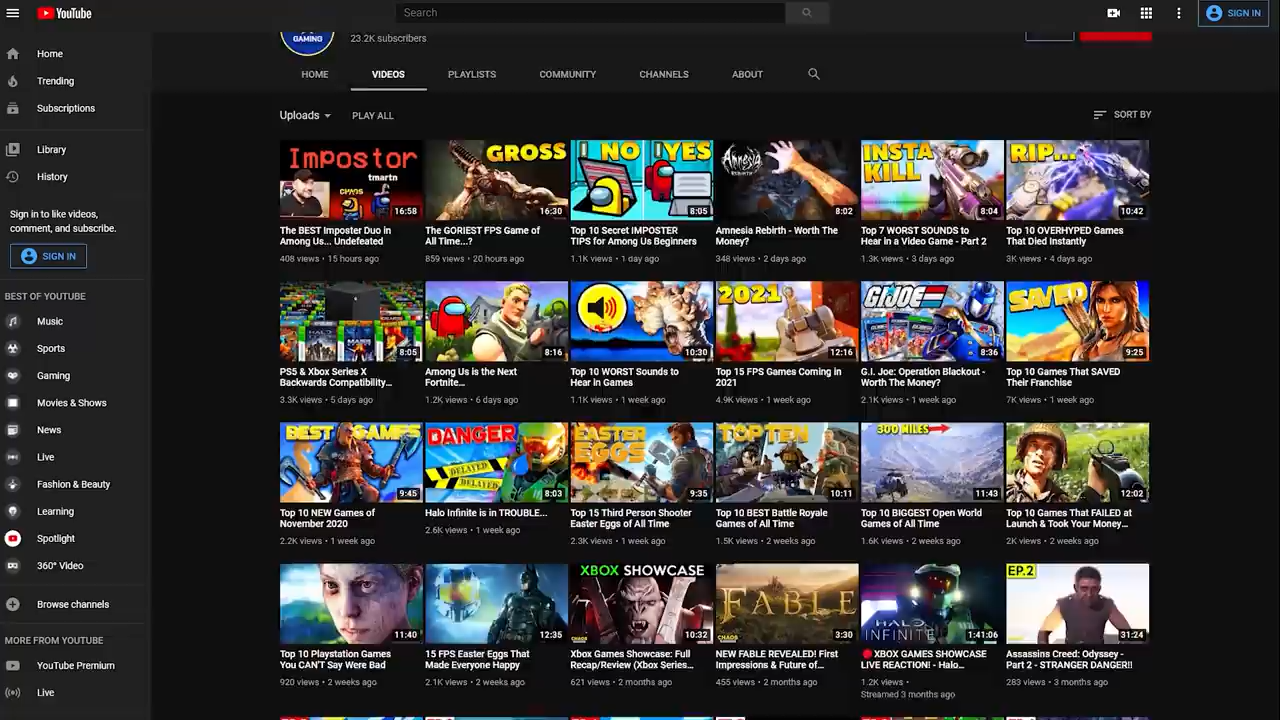 YouTube
Search
SIGN IN
GAMING
23.2K subscribers
HOME VIDEOS PLAYLISTS COMMUNITY CHANNELS ABOUT
Home
Trending
Subscriptions
Library
History
Sign in to like videos,
comment, and subscribe.
SIGN IN
BEST OF YOUTUBE
Music
Sports
Gaming
Movies & Shows
News
Live
Fashion & Beauty
Learning
Spotlight
360° Video
Browse channels
MORE FROM YOUTUBE
YouTube Premium
Live
Uploads PLAY ALL SORT BY
Impostor
tmartn
CHAOS
16:58
The BEST Imposter Duo in
Among Us... Undefeated
408 views • 15 hours ago
GROSS
16:30
The GORIEST FPS Game of
All Time...?
859 views • 20 hours ago
NO YES
8:05
Top 10 Secret IMPOSTER
TIPS for Among Us Beginners
1.1K views • 1 day ago
Amnesia
REBIRTH
8:02
Amnesia Rebirth - Worth The
Money?
348 views • 2 days ago
INSTA
KILL
8:04
Top 7 WORST SOUNDS to
Hear in a Video Game - Part 2
1.3K views • 3 days ago
RIP...
10:42
Top 10 OVERHYPED Games
That Died Instantly
3K views • 4 days ago
8:05
PS5 & Xbox Series X
Backwards Compatibility...
3.3K views • 5 days ago
8:16
Among Us is the Next
Fortnite...
1.2K views • 6 days ago
10:30
Top 10 WORST Sounds to
Hear in Games
1.1K views • 1 week ago
2021
12:16
Top 15 FPS Games Coming in
2021
4.9K views • 1 week ago
G.I.JOE
8:36
G.I. Joe: Operation Blackout -
Worth The Money?
2.1K views • 1 week ago
SAVED
9:25
Top 10 Games That SAVED
Their Franchise
7K views • 1 week ago
BEST GAMES
9:45
Top 10 NEW Games of
November 2020
2.2K views • 1 week ago
DANGER
DELAYED
DELAYED
8:03
Halo Infinite is in TROUBLE...
2.6K views • 1 week ago
EASTER
EGGS
9:35
Top 15 Third Person Shooter
Easter Eggs of All Time
2.3K views • 1 week ago
TOP TEN
10:11
Top 10 BEST Battle Royale
Games of All Time
1.5K views • 2 weeks ago
300 MILES
11:43
Top 10 BIGGEST Open World
Games of All Time
1.6K views • 2 weeks ago
12:02
Top 10 Games That FAILED at
Launch & Took Your Money...
2K views • 2 weeks ago
11:40
Top 10 Playstation Games
You CAN'T Say Were Bad
920 views • 2 weeks ago
12:35
15 FPS Easter Eggs That
Made Everyone Happy
2.1K views • 2 weeks ago
XBOX SHOWCASE
CHAOS
10:32
Xbox Games Showcase: Full
Recap/Review (Xbox Series...
621 views • 2 months ago
FABLE
CHAOS
3:30
NEW FABLE REVEALED! First
Impressions & Future of...
455 views • 2 months ago
HALO
INFINITE
1:41:06
XBOX GAMES SHOWCASE
LIVE REACTION! - Halo...
1.2K views •
Streamed 3 months ago
EP.2
31:24
Assassins Creed: Odyssey -
Part 2 - STRANGER DANGER!!
283 views • 3 months ago